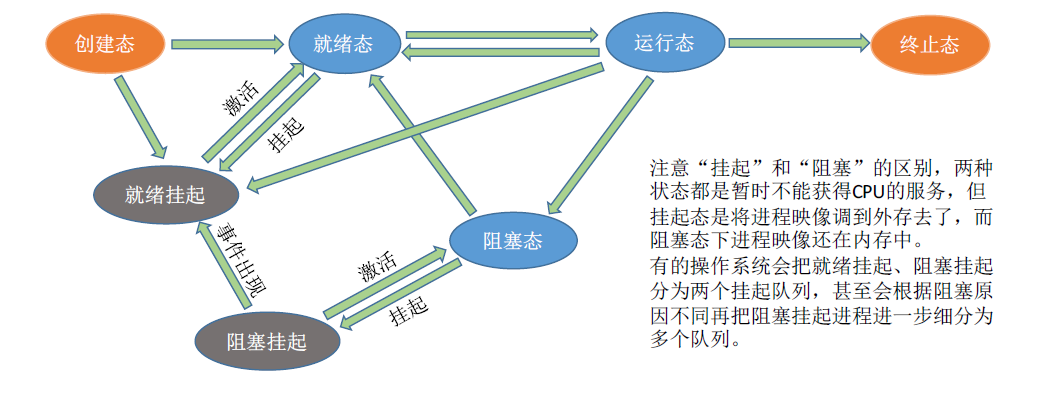 创建态
就绪态
运行态
终止态
激活
挂起
就绪挂起
事件出现
阻塞态
激活
挂起
阻塞挂起
注意“挂起”和“阻塞”的区别，两种
状态都是暂时不能获得CPU的服务，但
挂起态是将进程映像调到外存去了，而
阻塞态下进程映像还在内存中。
有的操作系统会把就绪挂起、阻塞挂起
分为两个挂起队列，甚至会根据阻塞原
因不同再把阻塞挂起进程进一步细分为
多个队列。